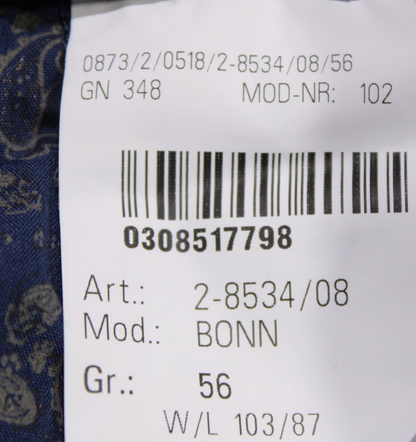 0873/2/0518/2-8534/08/56
GN 348 MOD-NR: 102
0308517798
Art.: 2-8534/08
Mod.: BONN
Gr.: 56
W/L 103/87